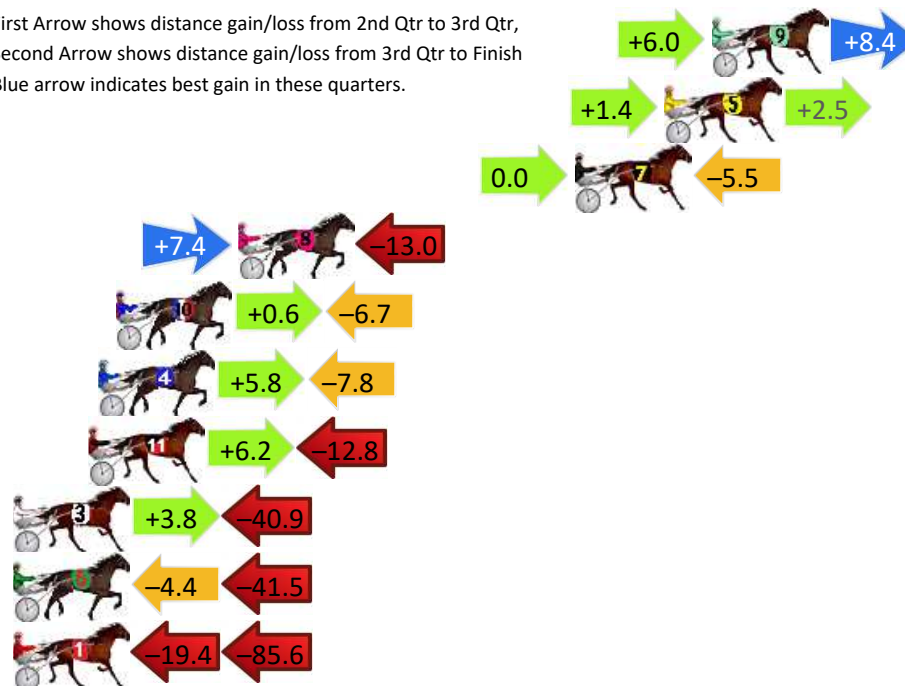 irst Arrow shows distance gain/loss from 2nd Qtr to 3rd Qtr,
econd Arrow shows distance gain/loss from 3rd Qtr to Finish
lue arrow indicates best gain in these quarters.
+6.0 9 +8.4
+1.4 5 +2.5
0.0 7 –5.5
+7.4 8 –13.0
10 +0.6 –6.7
4 +5.8 –7.8
11 +6.2 –12.8
3 +3.8 –40.9
–4.4 –41.5
1 –19.4 –85.6